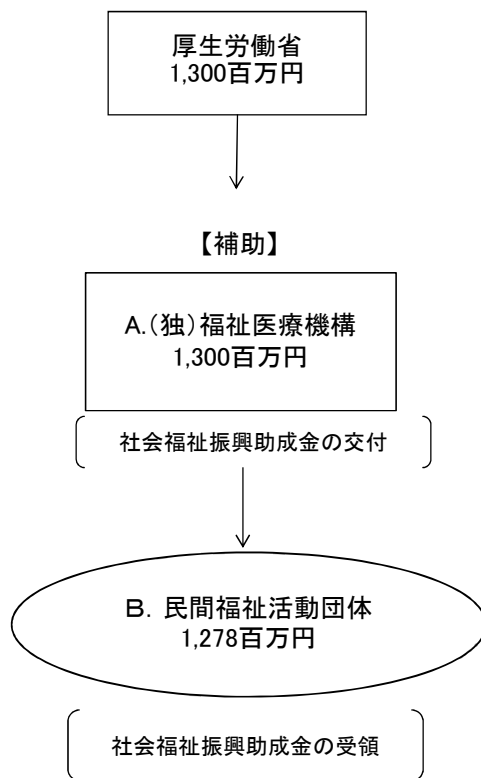 厚生労働省
1,300百万円
【補助】
A.(独)福祉医療機構
1,300百万円
社会福祉振興助成金の交付
B．民間福祉活動団体
1,278百万円
社会福祉振興助成金の受領